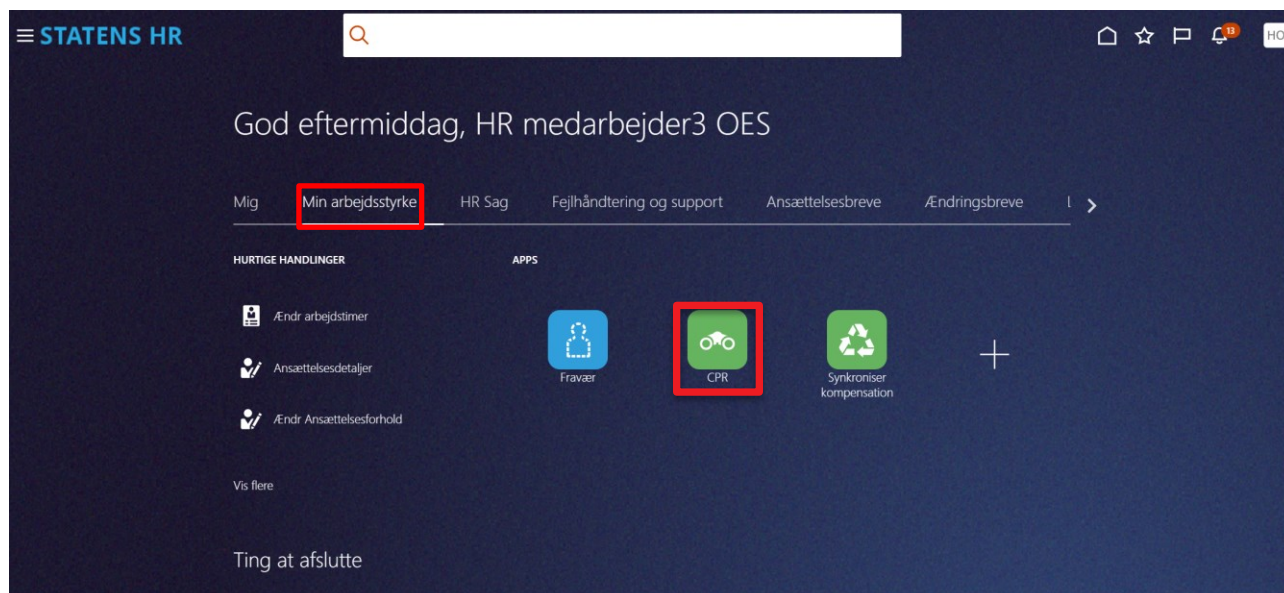 STATENS HR
13
HO
God eftermiddag, HR medarbejder3 OES
Mig Min arbejdsstyrke HR Sag Fejlhåndtering og support Ansættelsesbreve Ændringsbreve
HURTIGE HANDLINGER APPS
Ændr arbejdstimer
Ansættelsesdetaljer
Ændr Ansættelsesforhold
Fravær CPR Synkroniser
kompensation
Vis flere
Ting at afslutte